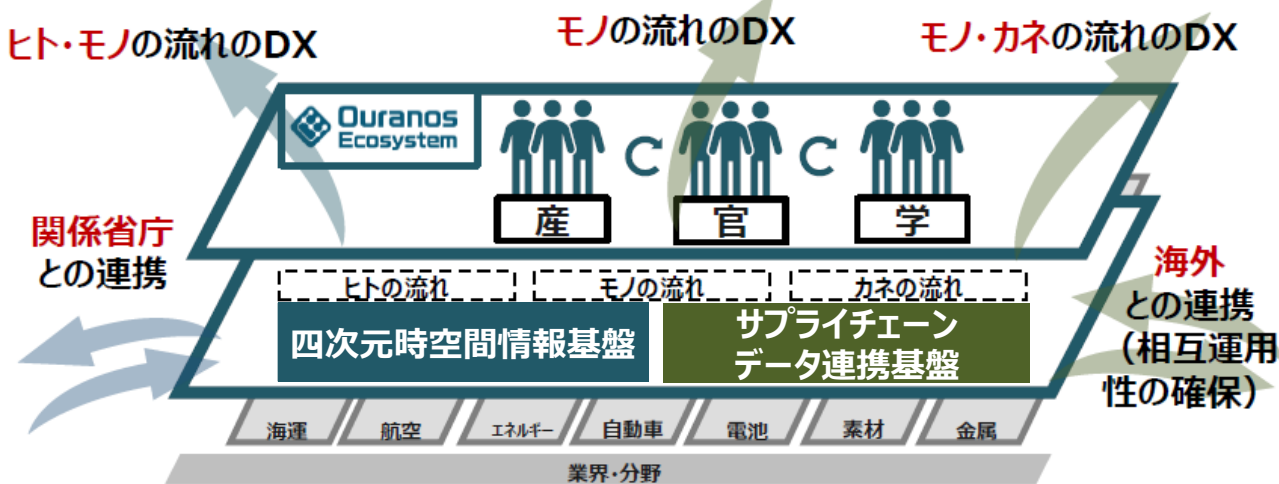 ヒト・モノの流れのDX
モノの流れのDX
モノ・カネの流れのDX
Ouranos
Ecosystem
産
官
学
関係省庁
との連携
海外
との連携
（相互運用
性の確保）
ヒトの流れ
モノの流れ
カネの流れ
四次元時空間情報基盤
サプライチェーン
データ連携基盤
海運
航空
エネルギー
自動車
電池
素材
金属
業界・分野